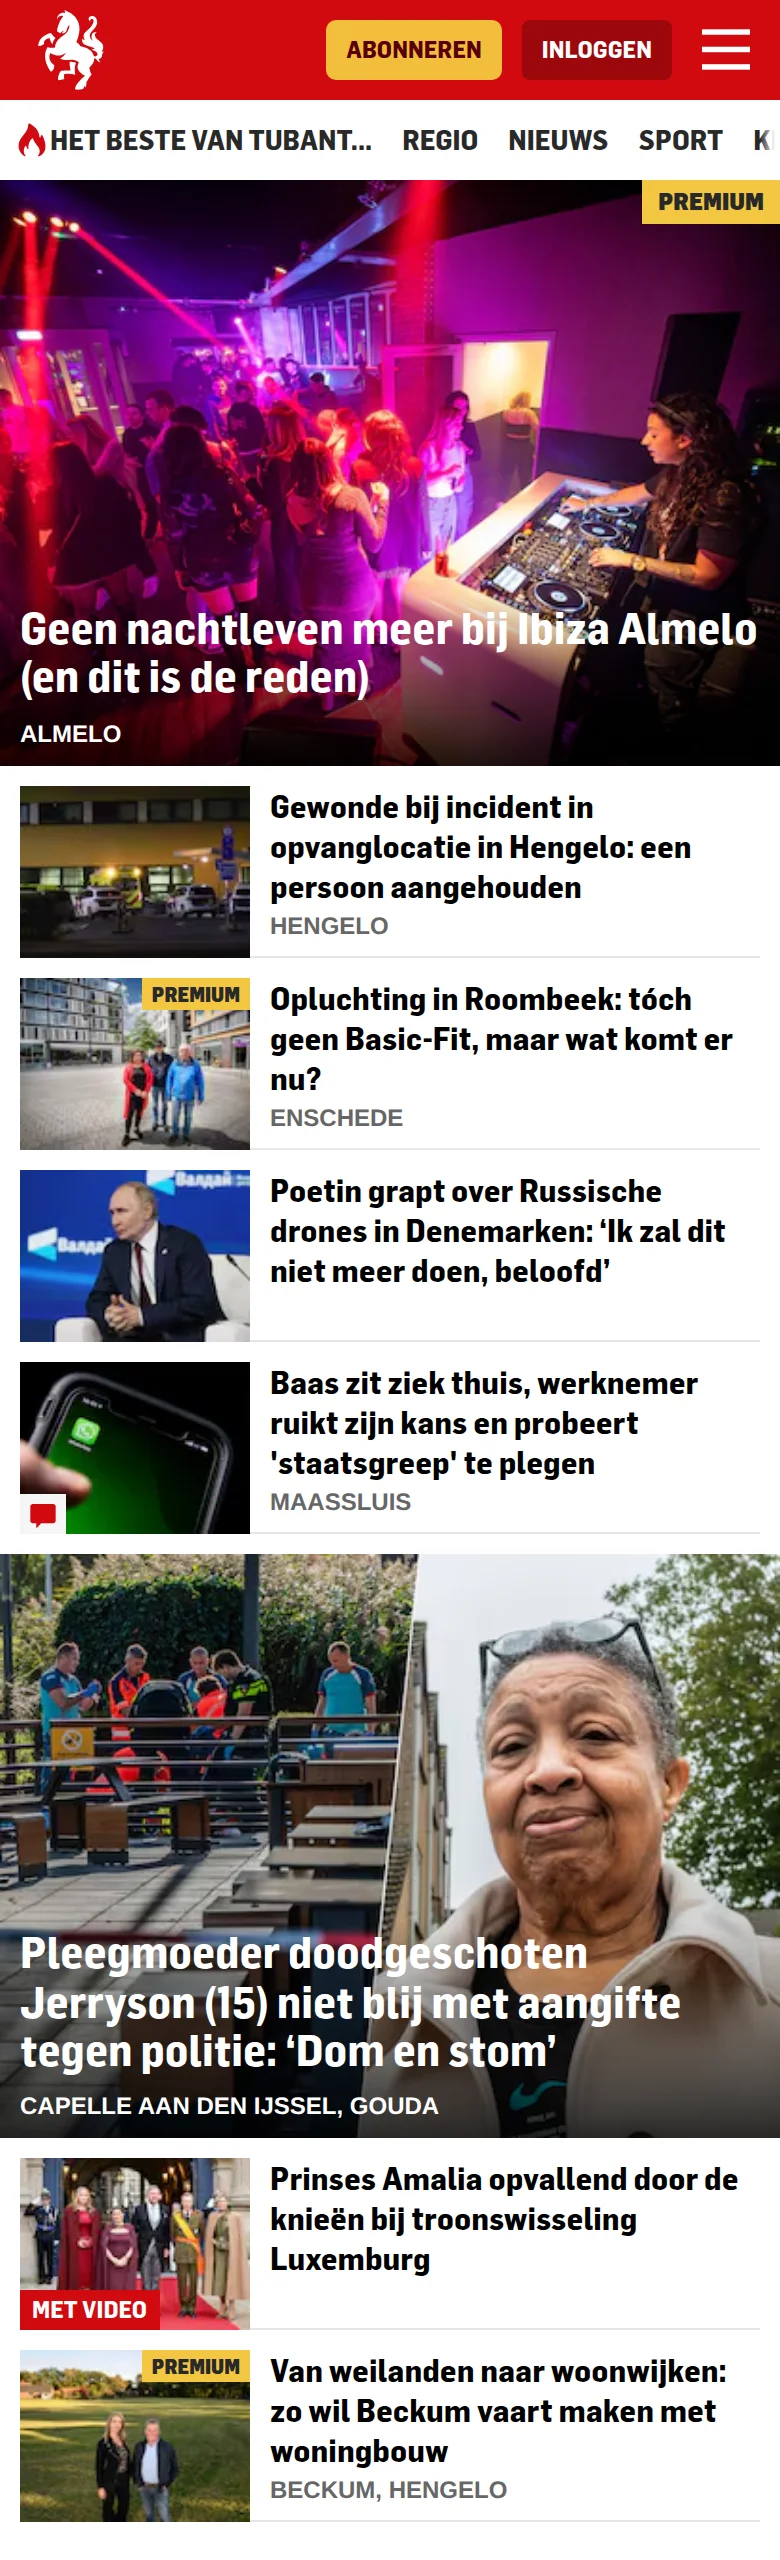 ABONNEREN
INLOGGEN
HET BESTE VAN TUBANT...
REGIO
NIEUWS
SPORT
PREMIUM
Geen nachtleven meer bij Ibiza Almelo
(en dit is de reden)
ALMELO
Gewonde bij incident in
opvanglocatie in Hengelo: een
persoon aangehouden
HENGELO
PREMIUM
Opluchting in Roombeek: tóch
geen Basic-Fit, maar wat komt er
nu?
ENSCHEDE
Валдай
Валда
Poetin grapt over Russische
drones in Denemarken: ‘Ik zal dit
niet meer doen, beloofd’
Baas zit ziek thuis, werknemer
ruikt zijn kans en probeert
'staatsgreep' te plegen
MAASSLUIS
Pleegmoeder doodgeschoten
Jerryson (15) niet blij met aangifte
tegen politie: ‘Dom en stom’
CAPELLE AAN DEN IJSSEL, GOUDA
MET VIDEO
Prinses Amalia opvallend door de
knieën bij troonswisseling
Luxemburg
PREMIUM
Van weilanden naar woonwijken:
zo wil Beckum vaart maken met
woningbouw
BECKUM, HENGELO